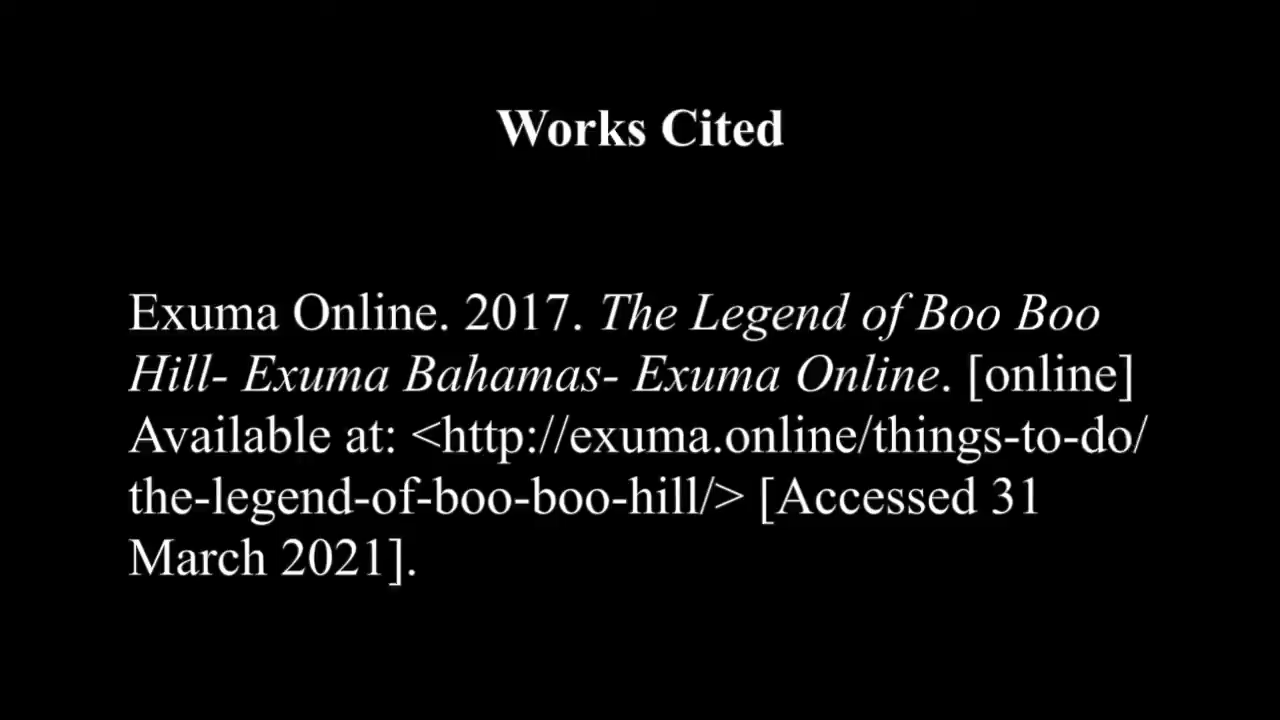 Works Cited
Exuma Online. 2017. The Legend of Boo Boo
Hill- Exuma Bahamas- Exuma Online. [online]
Available at: <http://exuma.online/things-to-do/
the-legend-of-boo-boo-hill/> [Accessed 31
March 2021].